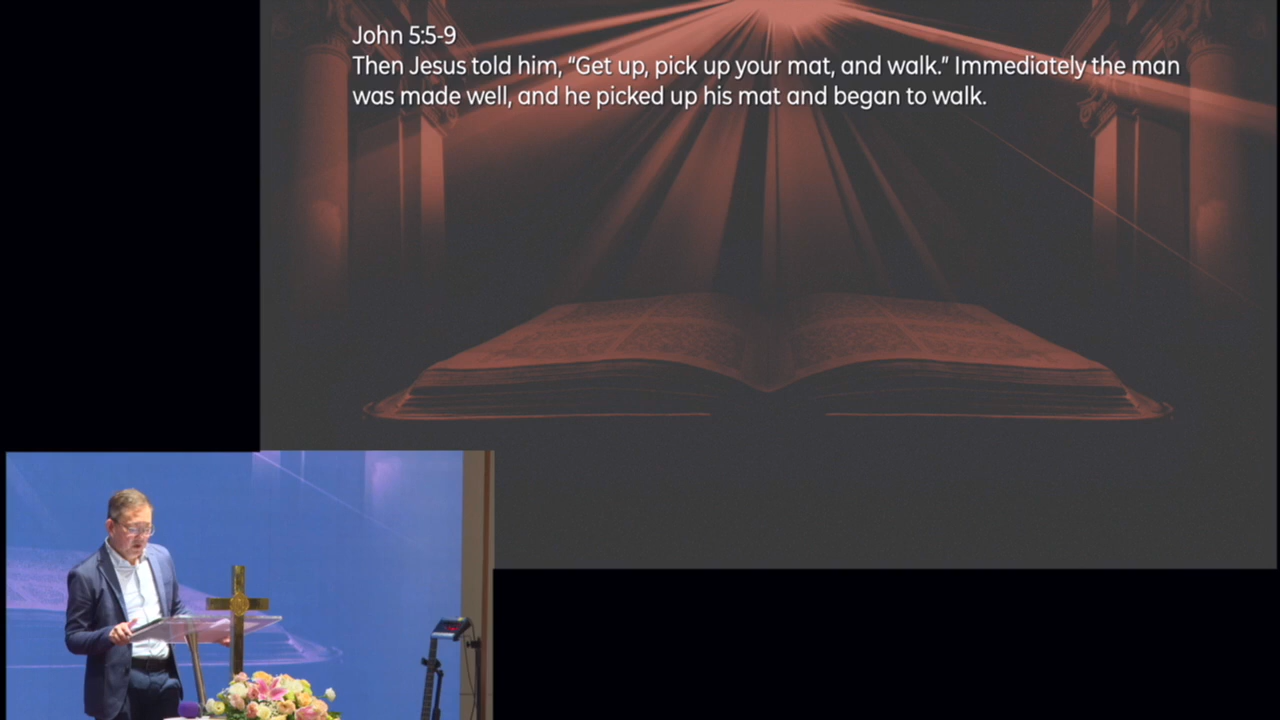 John 5:5-9
Then Jesus told him, “Get up, pick up your mat, and walk.” Immediately the man
was made well, and he picked up his mat and began to walk.